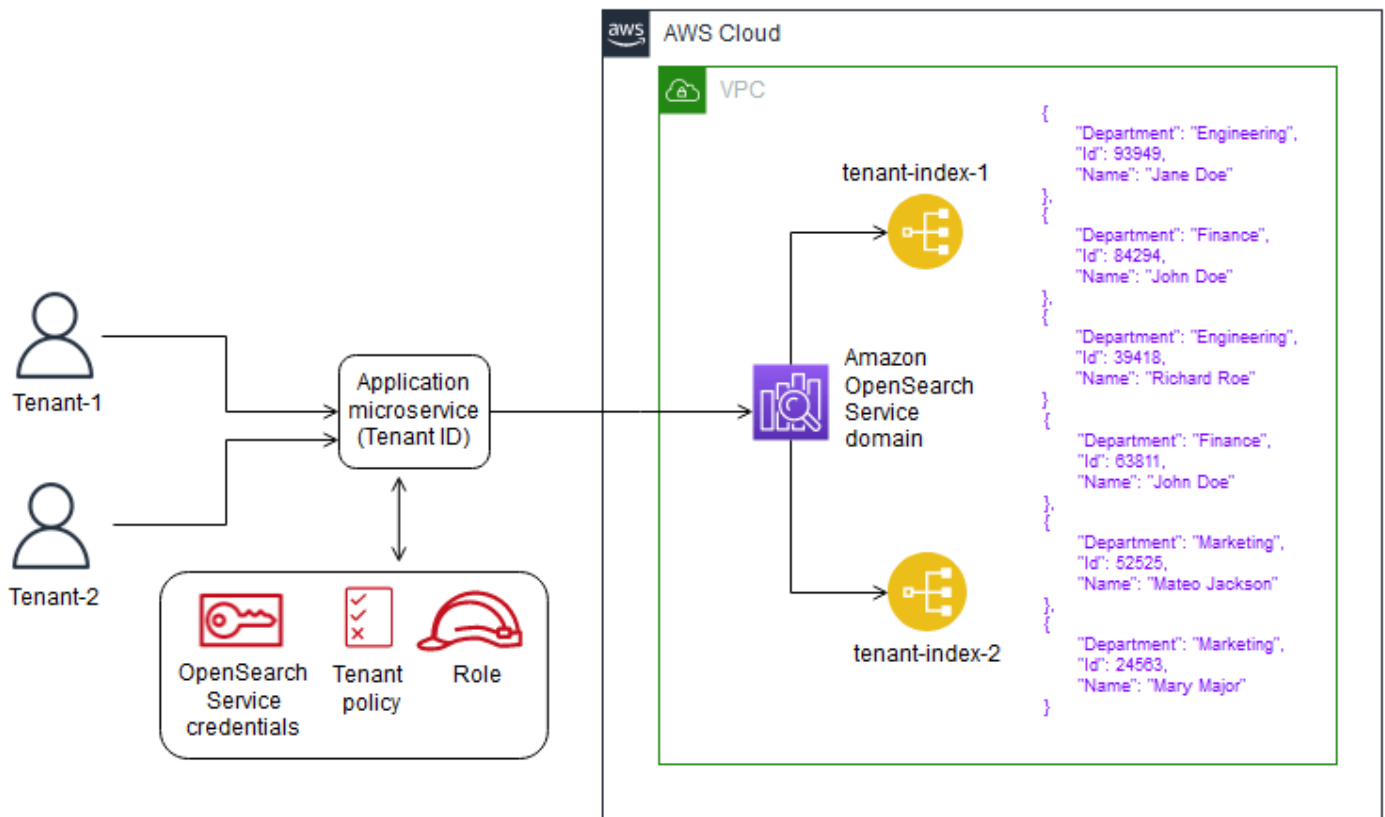 aws
AWS Cloud
VPC
tenant-index-1
{
"Department": "Engineering",
"Id": 93949,
"Name": "Jane Doe"
},
{
"Department": "Finance",
"Id": 84294,
"Name": "John Doe"
},
{
"Department": "Engineering",
"Id": 39418,
"Name": "Richard Roe"
}
Tenant-1
Application
microservice
(Tenant ID)
Amazon
OpenSearch
Service
domain
{
"Department": "Finance",
"Id": 63811,
"Name": "John Doe"
},
{
"Department": "Marketing",
"Id": 52525,
"Name": "Mateo Jackson"
},
{
"Department": "Marketing",
"Id": 24563,
"Name": "Mary Major"
}
tenant-index-2
Tenant-2
OpenSearch
Service
credentials
Tenant
policy
Role